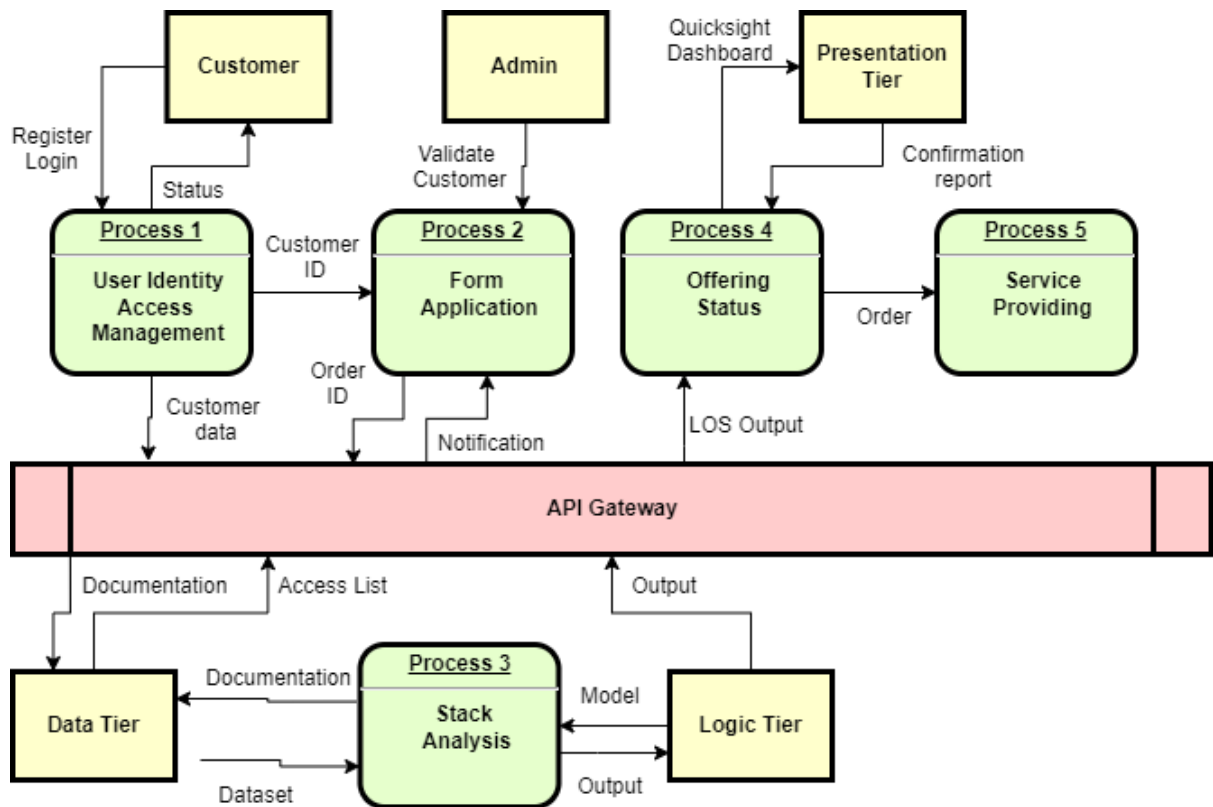 Customer
Admin
Quicksight
Dashboard
Presentation
Tier
Register
Login
Status
Validate
Customer
Confirmation
report
Process 1
User Identity
Access
Management
Customer
ID
Process 2
Form
Application
Process 4
Offering
Status
Order
Process 5
Service
Providing
Customer
data
Order
ID
Notification
LOS Output
API Gateway
Documentation
Access List
Output
Data Tier
Documentation
Dataset
Process 3
Stack
Analysis
Model
Output
Logic Tier